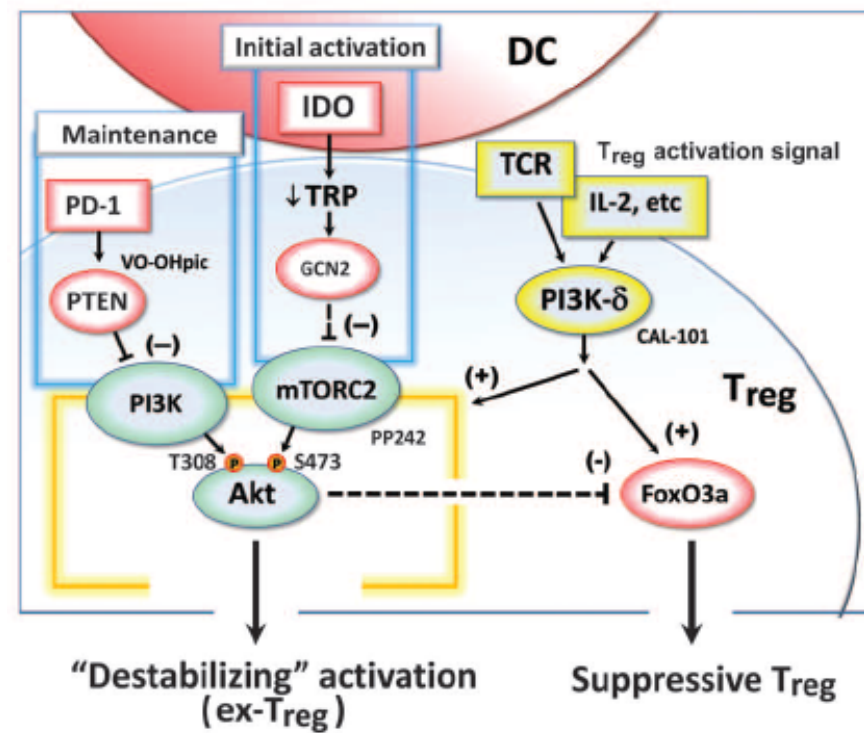 Initial activation
DC
IDO
Maintenance
TCR
Treg activation signal
IL-2, etc
PD-1
↓TRP
VO-OHpic
GCN2
PTEN
PI3K-δ
CAL-101
(−)
(−)
(+)
Treg
PI3K
mTORC2
PP242
(+)
T308
P
P
S473
(-)
Akt
FoxO3a
“Destabilizing” activation
(ex-Treg)
Suppressive Treg